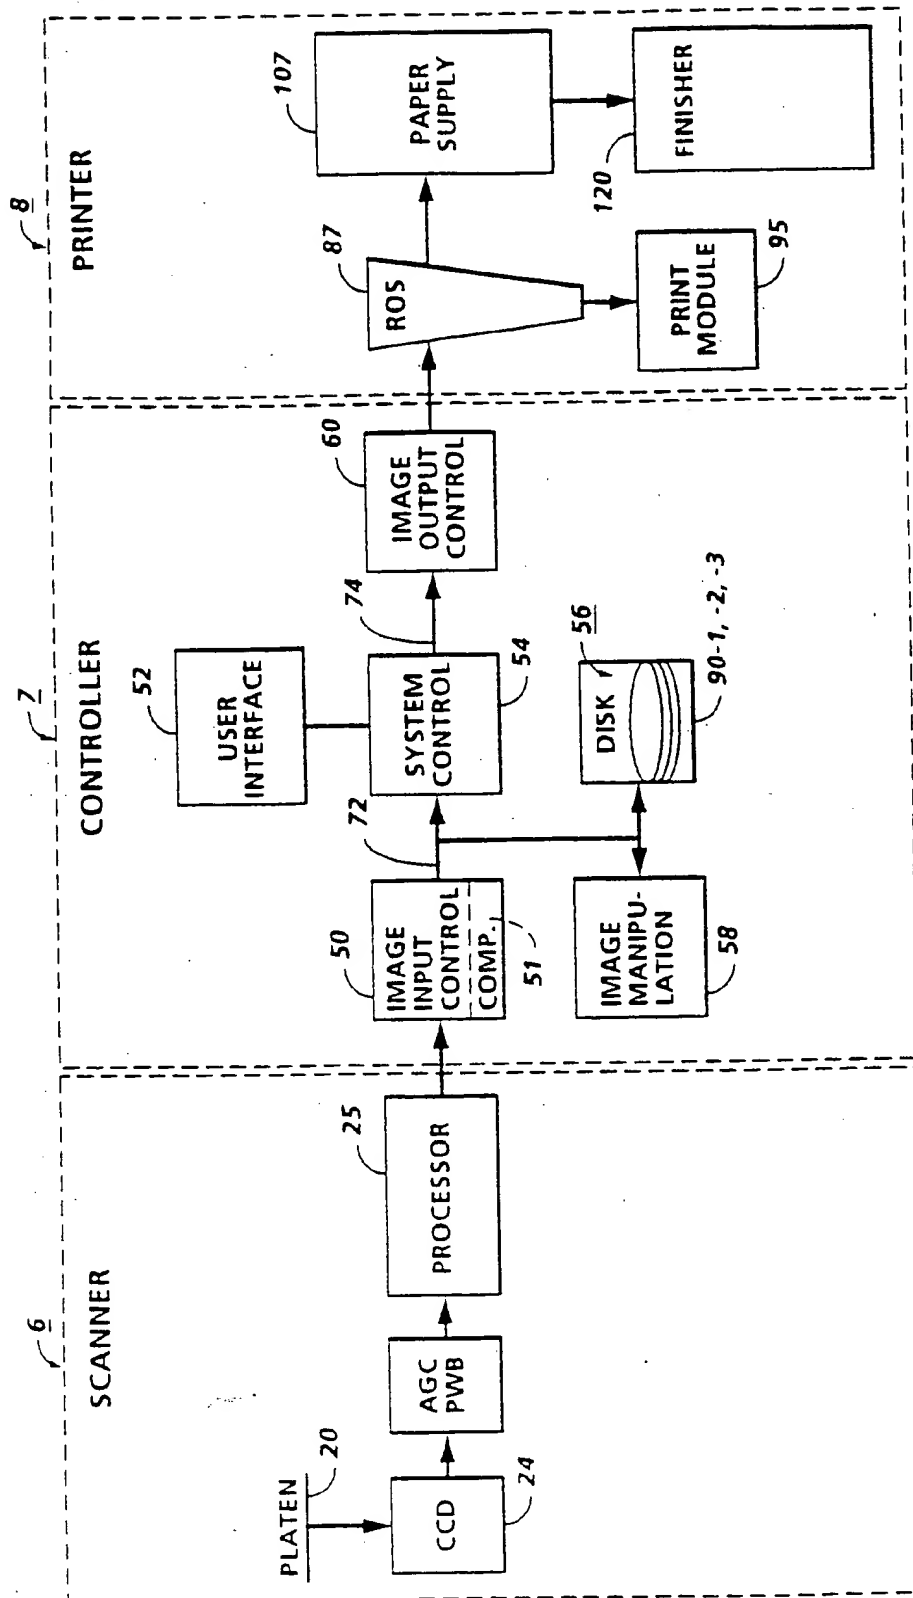 6
SCANNER
PLATEN
20
CCD
24
AGC
PWB
PROCESSOR
25
7
CONTROLLER
IMAGE
INPUT
CONTROL
COMP.
50
51
72
USER
INTERFACE
52
SYSTEM
CONTROL
54
74
IMAGE
OUTPUT
CONTROL
60
IMAGE
MANIPU-
LATION
58
DISK
56
90-1, -2, -3
8
PRINTER
ROS
87
PRINT
MODULE
95
PAPER
SUPPLY
107
FINISHER
120